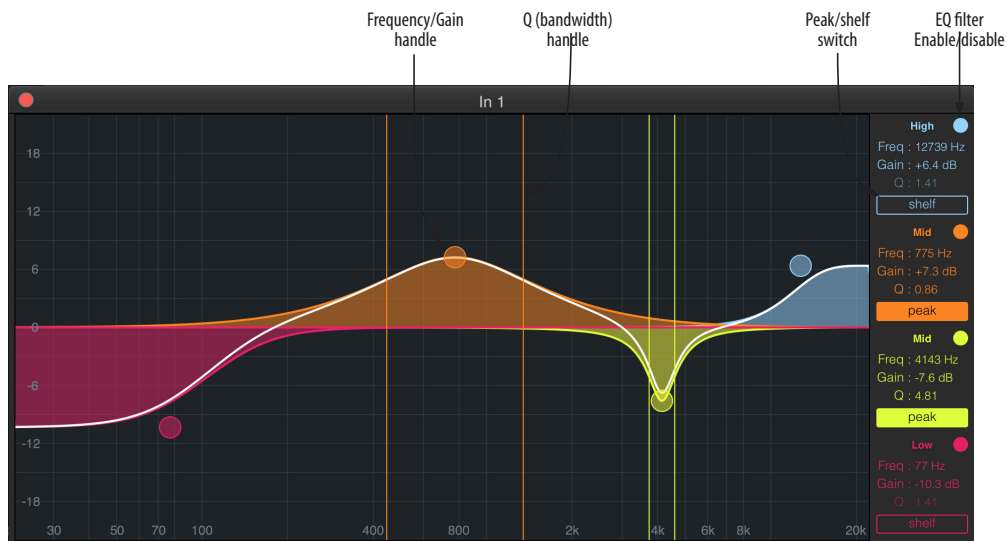 Frequency/Gain
handle
Q (bandwidth)
handle
Peak/shelf
switch
EQ filter
Enable/disable
In 1
18
12
6
0
-6
-12
-18
30
50
70
100
400
800
2k
4k
6k
8k
20k
High
Freq : 12739 Hz
Gain : +6.4 dB
Q : 1.41
shelf
Mid
Freq : 775 Hz
Gain : +7.3 dB
Q : 0.86
peak
Mid
Freq : 4143 Hz
Gain : -7.6 dB
Q : 4.81
peak
Low
Freq : 77 Hz
Gain : -10.3 dB
Q : 1.41
shelf